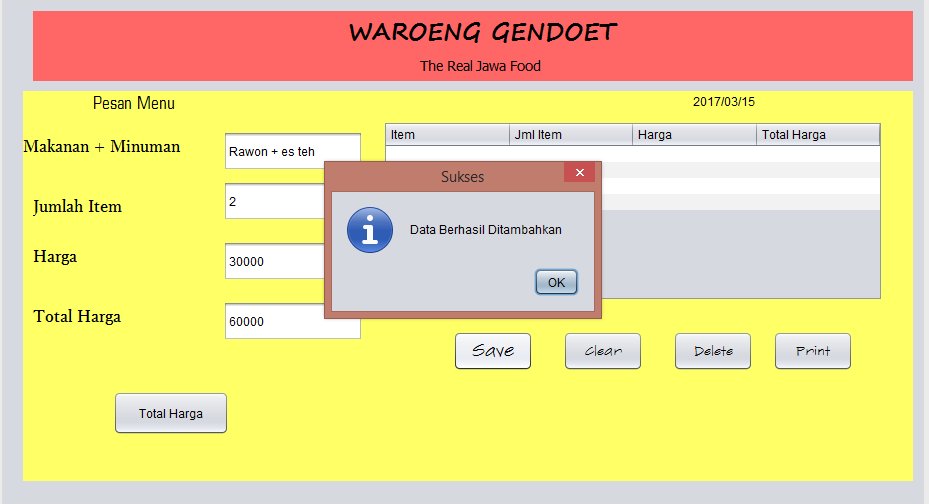 WAROENG GENDOET
The Real Jawa Food
Pesan Menu
2017/03/15
Item Jml Item Harga Total Harga
Makanan + Minuman
Rawon + es teh
Sukses
Jumlah Item
2
Data Berhasil Ditambahkan
Harga
30000
OK
Total Harga
60000
Save Clear Delete Print
Total Harga